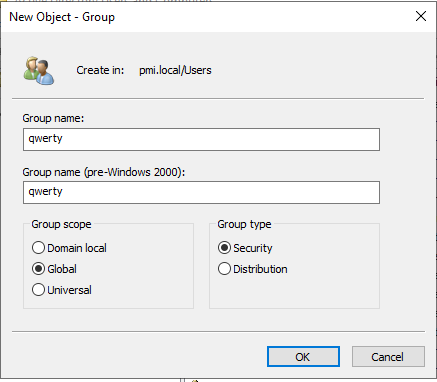 New Object - Group
Create in: pmi.local/Users
Group name:
qwerty
Group name (pre-Windows 2000):
qwerty
Group scope
Domain local
Global
Universal
Group type
Security
Distribution
OK
Cancel